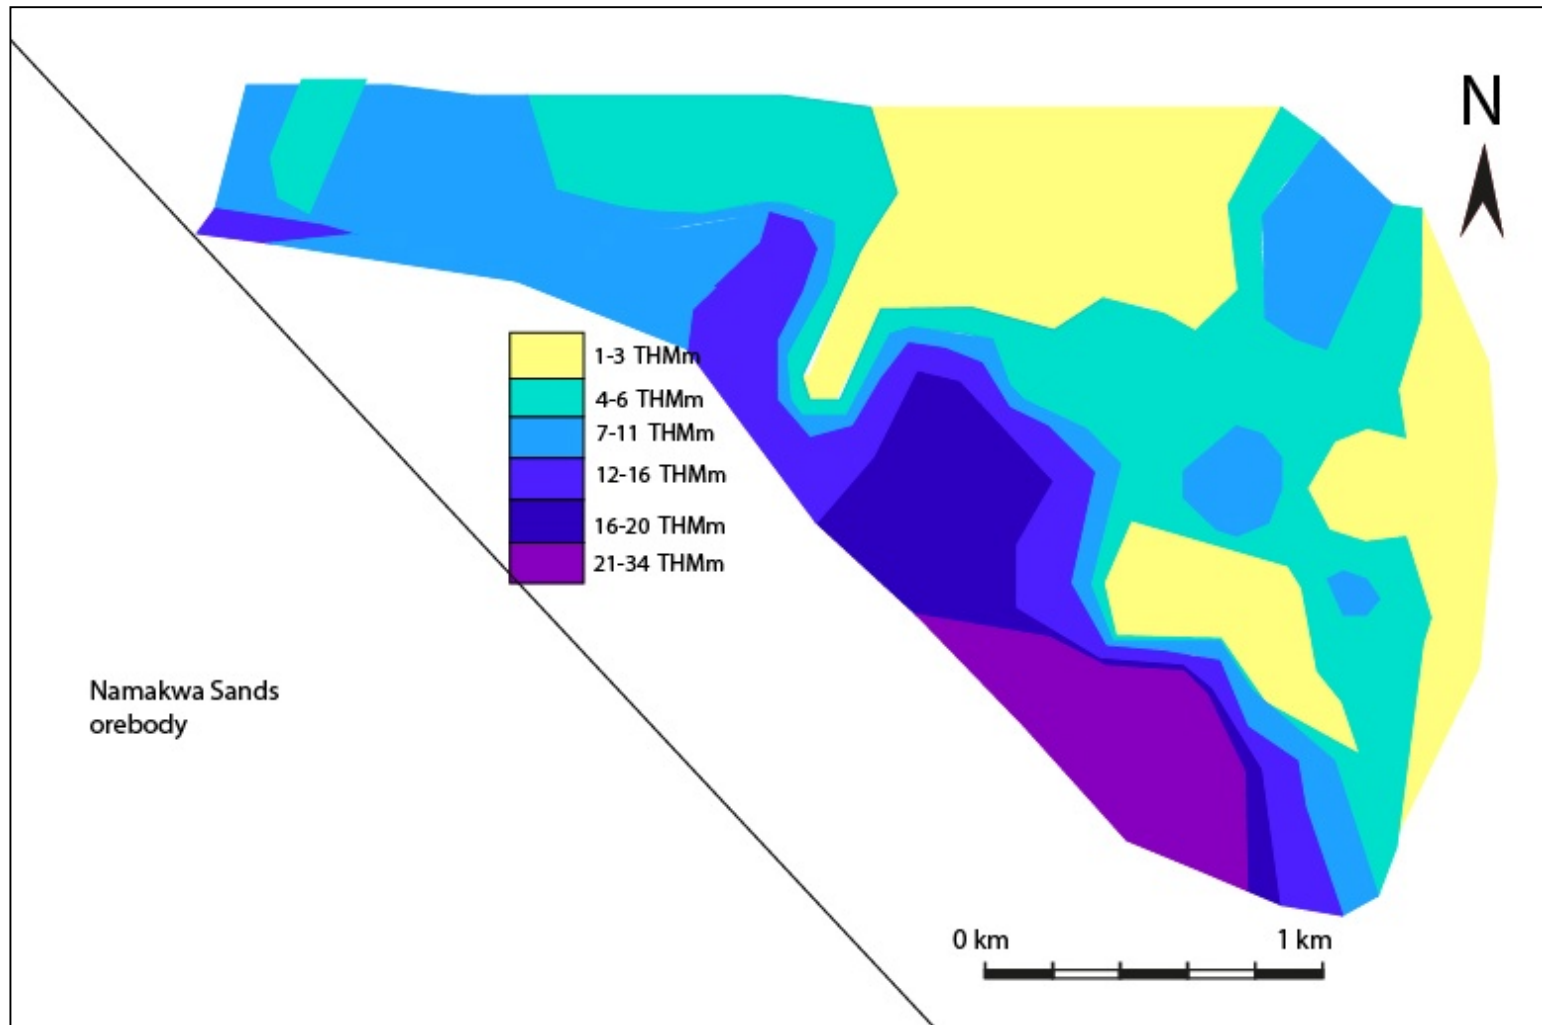 N
1-3 THMm
4-6 THMm
7-11 THMm
12-16 THMm
16-20 THMm
21-34 THMm
Namakwa Sands
orebody
0 km
1 km